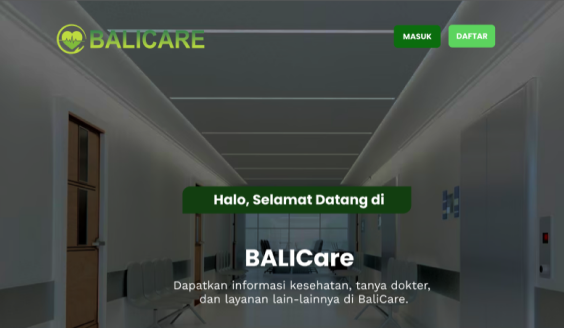 BALICARE
MASUK
DAFTAR
Halo, Selamat Datang di
BALICare
Dapatkan informasi kesehatan, tanya dokter,
dan layanan lain-lainnya di BaliCare.